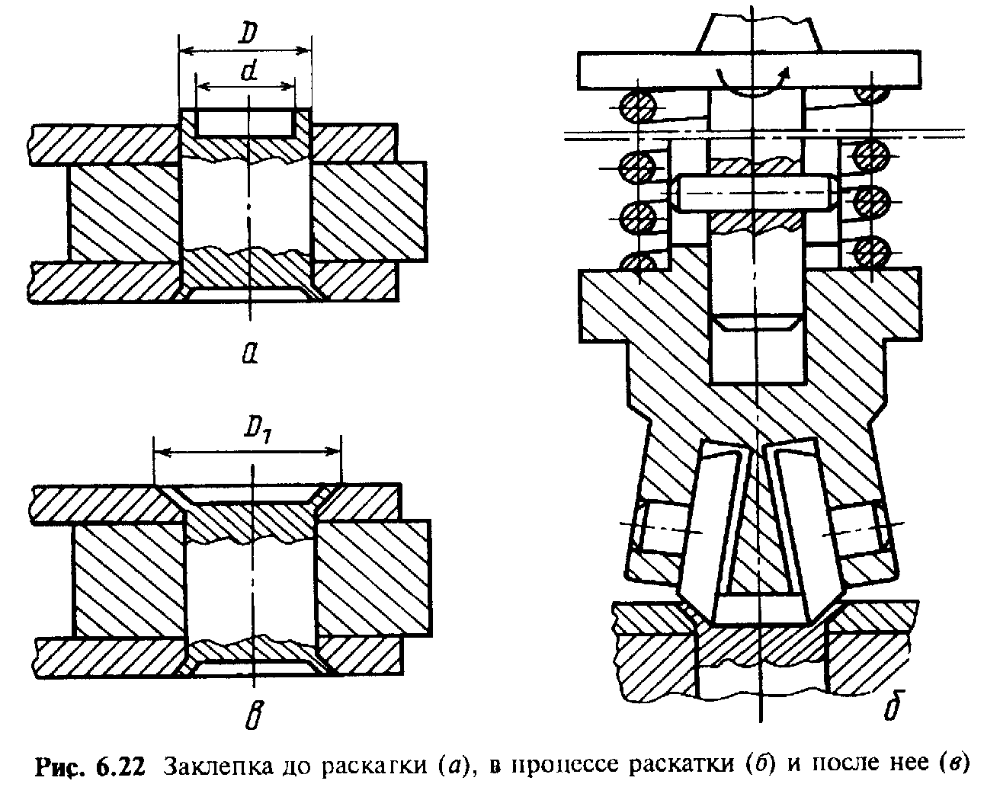 D
d
а
D₁
в
б
Рис. 6.22 Заклепка до раскатки (а), в процессе раскатки (б) и после нее (в)